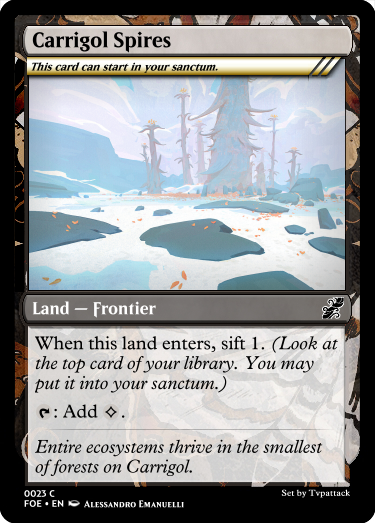 Carrigol Spires
This card can start in your sanctum.
Land — Frontier
When this land enters, sift 1. (Look at
the top card of your library. You may
put it into your sanctum.)
: Add .
Entire ecosystems thrive in the smallest
of forests on Carrigol.
0023 C
FOE • EN Alessandro Emanuelli
Set by Tvpattack